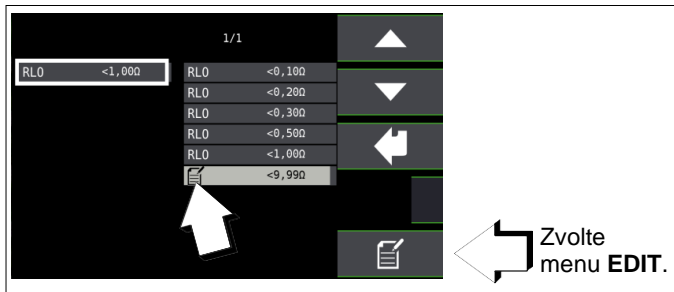 1/1
RLO <1,00Ω
RLO <0,10Ω
RLO <0,20Ω
RLO <0,30Ω
RLO <0,50Ω
RLO <1,00Ω
<9,99Ω
Zvolte
menu EDIT.